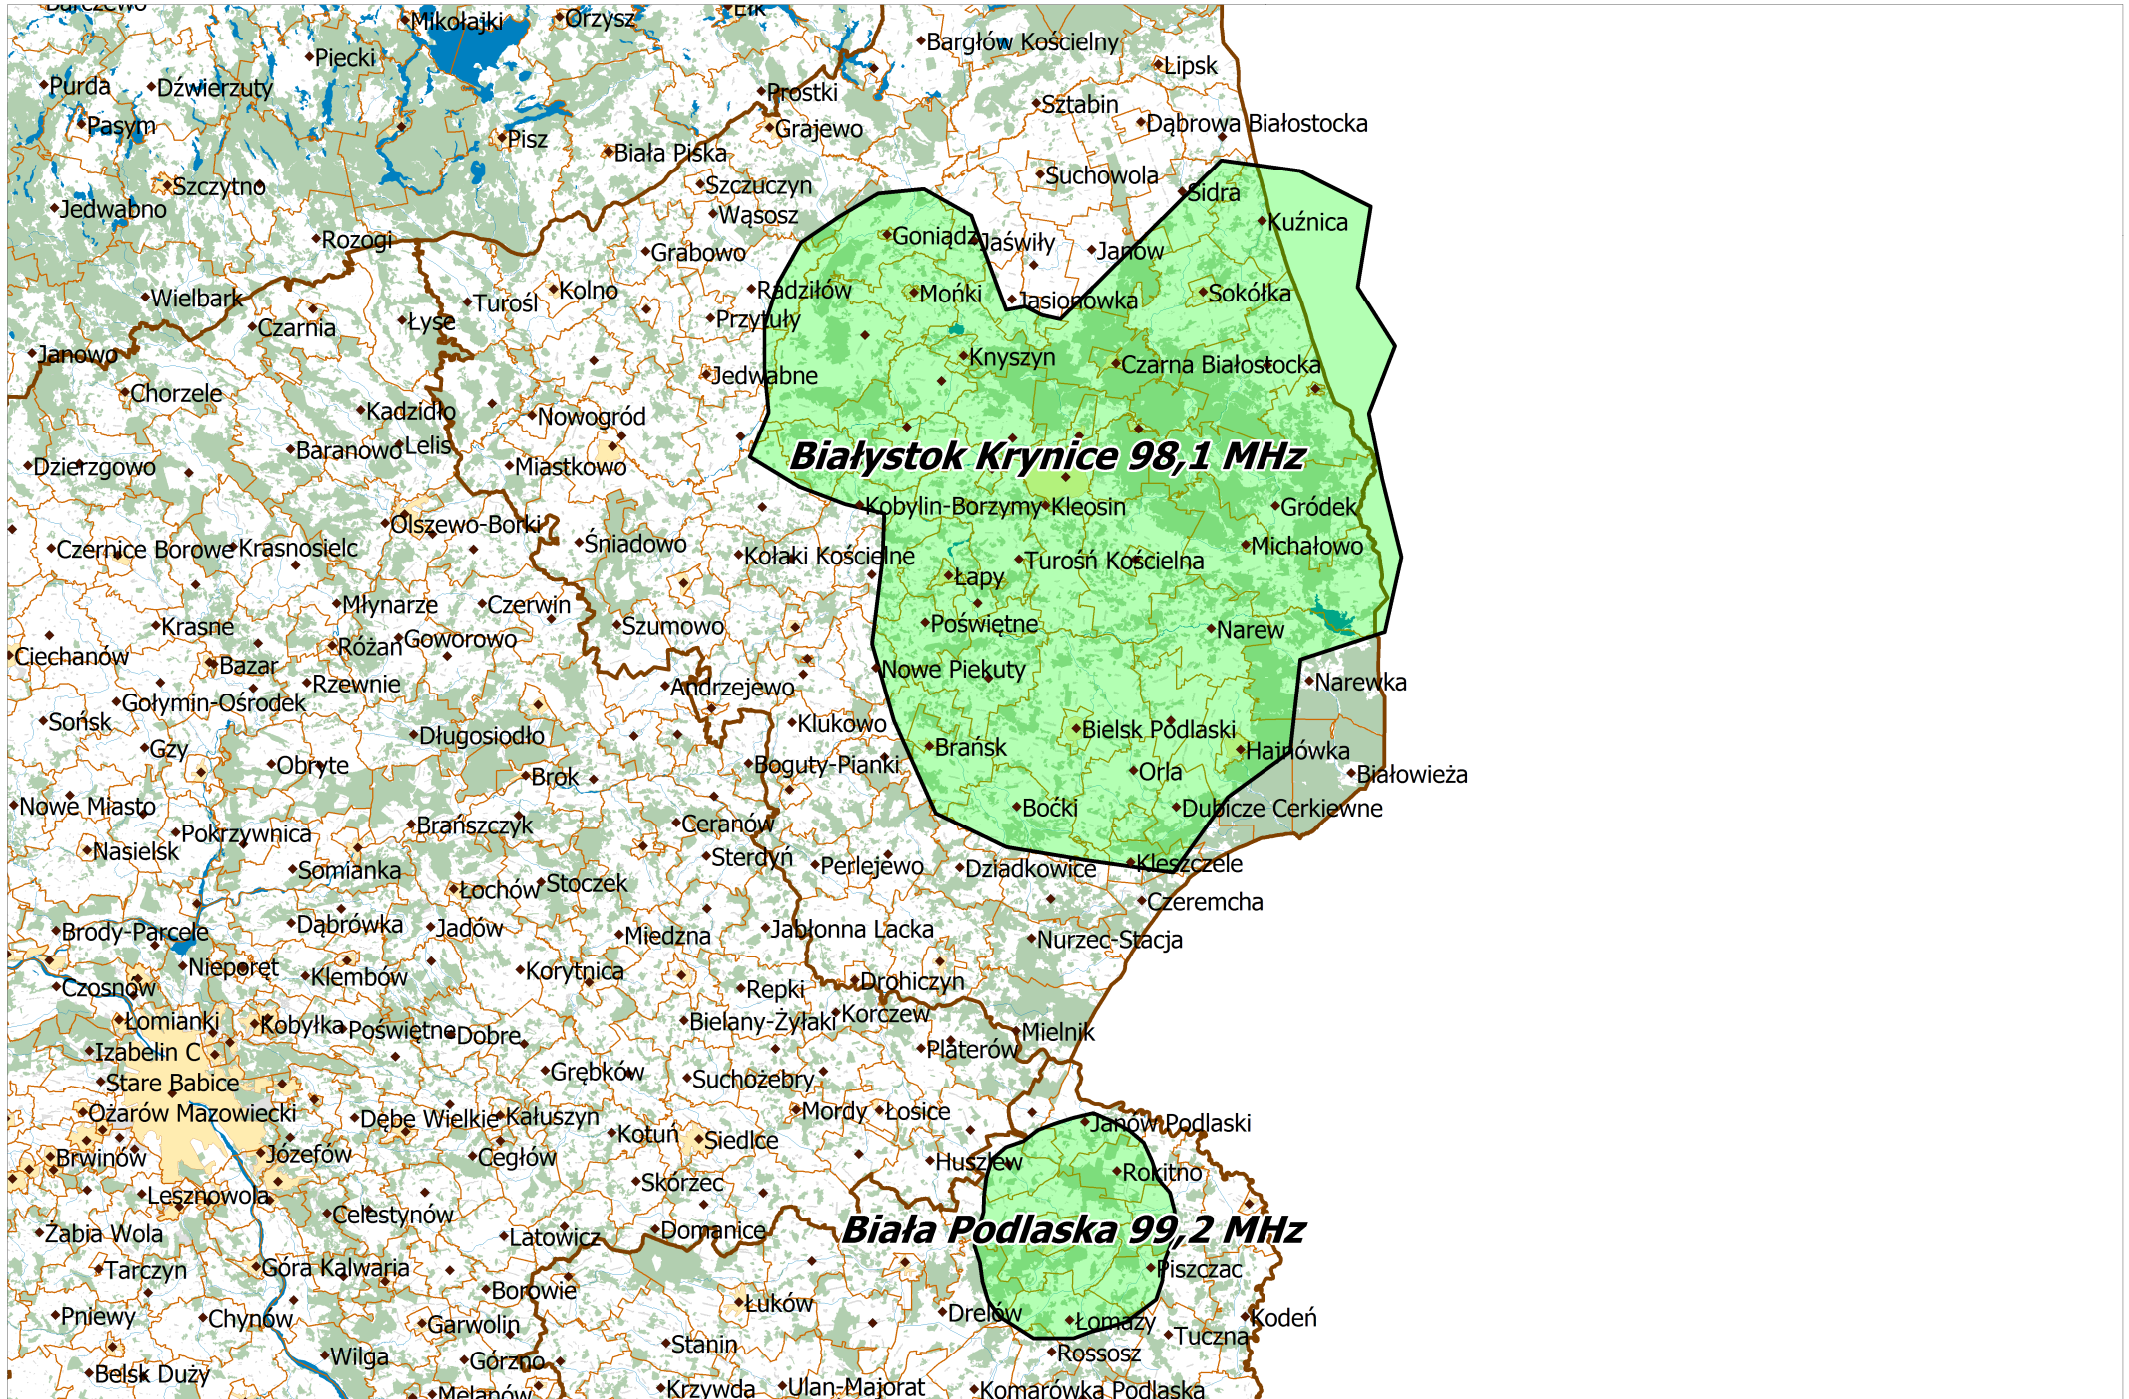 Barczewo
Mikołajki
Orzysz
Ełk
Bargłów Kościelny
Piecki
Lipsk
Purda
Dźwierzuty
Prostki
Sztabin
Pasym
Grajewo
Dąbrowa Białostocka
Pisz
Biała Piska
Szczytno
Szczuczyn
Suchowola
Sidra
Jedwabno
Wąsosz
Kuźnica
Rozogi
Grabowo
Goniądz
Jaświły
Janów
Wielbark
Turośl
Kolno
Radziłów
Mońki
Jasionówka
Sokółka
Czarnia
Łyse
Przytuły
Janowo
Knyszyn
Czarna Białostocka
Jedwabne
Chorzele
Kadzidło
Nowogród
Baranowo
Lelis
Białystok Krynice 98,1 MHz
Dzierzgowo
Miastkowo
Kobylin-Borzymy
Kleosin
Gródek
Olszewo-Borki
Czernice Borowe
Krasnosielc
Śniadowo
Kołaki Kościelne
Michałowo
Turośń Kościelna
Łapy
Młynarze
Czerwin
Krasne
Szumowo
Poświętne
Narew
Różan
Goworowo
Ciechanów
Bazar
Nowe Piekuty
Rzewnie
Andrzejewo
Narewka
Gołymin-Ośrodek
Sońsk
Klukowo
Długosiodło
Bielsk Podlaski
Gzy
Brańsk
Hajnówka
Obryte
Brok
Boguty-Pianki
Orla
Białowieża
Nowe Miasto
Boćki
Dubicze Cerkiewne
Pokrzywnica
Brańszczyk
Ceranów
Nasielsk
Sterdyń
Perlejewo
Dziadkowice
Kleszczele
Somianka
Łochów
Stoczek
Czeremcha
Brody-Parcele
Dąbrówka
Jadów
Miedzna
Jabłonna Lacka
Nurzec-Stacja
Nieporęt
Klembów
Korytnica
Drohiczyn
Czosnów
Repki
Łomianki
Kobyłka
Poświętne
Dobre
Bielany-Żyłaki
Korczew
Mielnik
Izabelin C
Platerów
Stare Babice
Grębków
Suchożebry
Ożarów Mazowiecki
Dębe Wielkie
Kałuszyn
Mordy
Łosice
Janów Podlaski
Kotuń
Siedlce
Brwinów
Józefów
Cegłów
Huszlew
Rokitno
Lesznowola
Skórzec
Celestynów
Żabia Wola
Latowicz
Domanice
Biała Podlaska 99,2 MHz
Tarczyn
Góra Kalwaria
Piszczac
Borowie
Łuków
Pniewy
Chynów
Garwolin
Drelów
Łomazy
Kodeń
Tuczna
Stanin
Wilga
Górzno
Rossosz
Belsk Duży
Melanów
Krzywda
Ulan-Majorat
Komarówka Podlaska